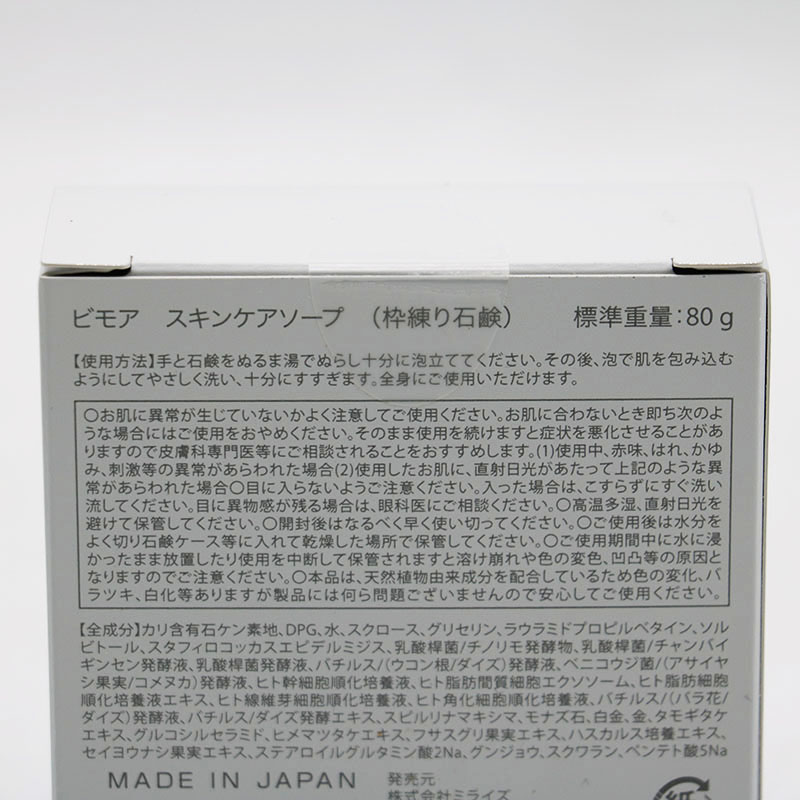 ビモア　スキンケアソープ　（枠練り石鹸）　標準重量：80 g
【使用方法】手と石鹸をぬるま湯でぬらし十分に泡立ててください。その後、泡で肌を包み込む
ようにしてやさしく洗い、十分にすすぎます。全身にご使用いただけます。
〇お肌に異常が生じていないかよく注意してご使用ください。お肌に合わないとき即ち次のよ
うな場合にはご使用をおやめください。そのまま使用を続けますと症状を悪化させることがあ
りますので皮膚科専門医等にご相談されることをおすすめします。(1)使用中、赤味、はれ、かゆ
み、刺激等の異常があらわれた場合(2)使用したお肌に、直射日光があたって上記のような異
常があらわれた場合〇目に入らないようご注意ください。入った場合は、こすらずにすぐ洗い
流してください。目に異物感が残る場合は、眼科医にご相談ください。〇高温多湿、直射日光を
避けて保管してください。〇開封後はなるべく早く使い切ってください。〇ご使用後は水分を
よく切り石鹸ケース等に入れて乾燥した場所で保管してください。〇ご使用期間中に水に浸
かったまま放置したり使用を中断して保管されますと溶け崩れや色の変色、凹凸等の原因と
なりますのでご注意ください。〇本品は、天然植物由来成分を配合しているため色の変化、バ
ラツキ、白化等ありますが製品には何ら問題ございませんので安心してご使用ください。
【全成分】カリ含有石ケン素地、DPG、水、スクロース、グリセリン、ラウラミドプロピルベタイン、ソル
ビトール、スタフィロコッカスエピデルミジス、乳酸桿菌/チノリモ発酵物、乳酸桿菌/チャンバイ
ギンセン発酵液、乳酸桿菌発酵液、バチルス/(ウコン根/ダイズ)発酵液、ベニコウジ菌/(アサイヤ
シ果実/コメヌカ)発酵液、ヒト幹細胞順化培養液、ヒト脂肪間質細胞エクソソーム、ヒト脂肪細胞
順化培養液エキス、ヒト線維芽細胞順化培養液、ヒト角化細胞順化培養液、バチルス/(バラ花/
ダイズ)発酵液、バチルス/ダイズ発酵エキス、スピルリナマキシマ、モナズ石、白金、金、タモギタケ
エキス、グルコシルセラミド、ヒメマツタケエキス、フサスグリ果実エキス、ハスカルス培養エキス、
セイヨウナシ果実エキス、ステアロイルグルタミン酸2Na、グンジョウ、スクワラン、ペンテト酸5Na
MADE IN JAPAN　発売元
株式会社ミライズ
紙